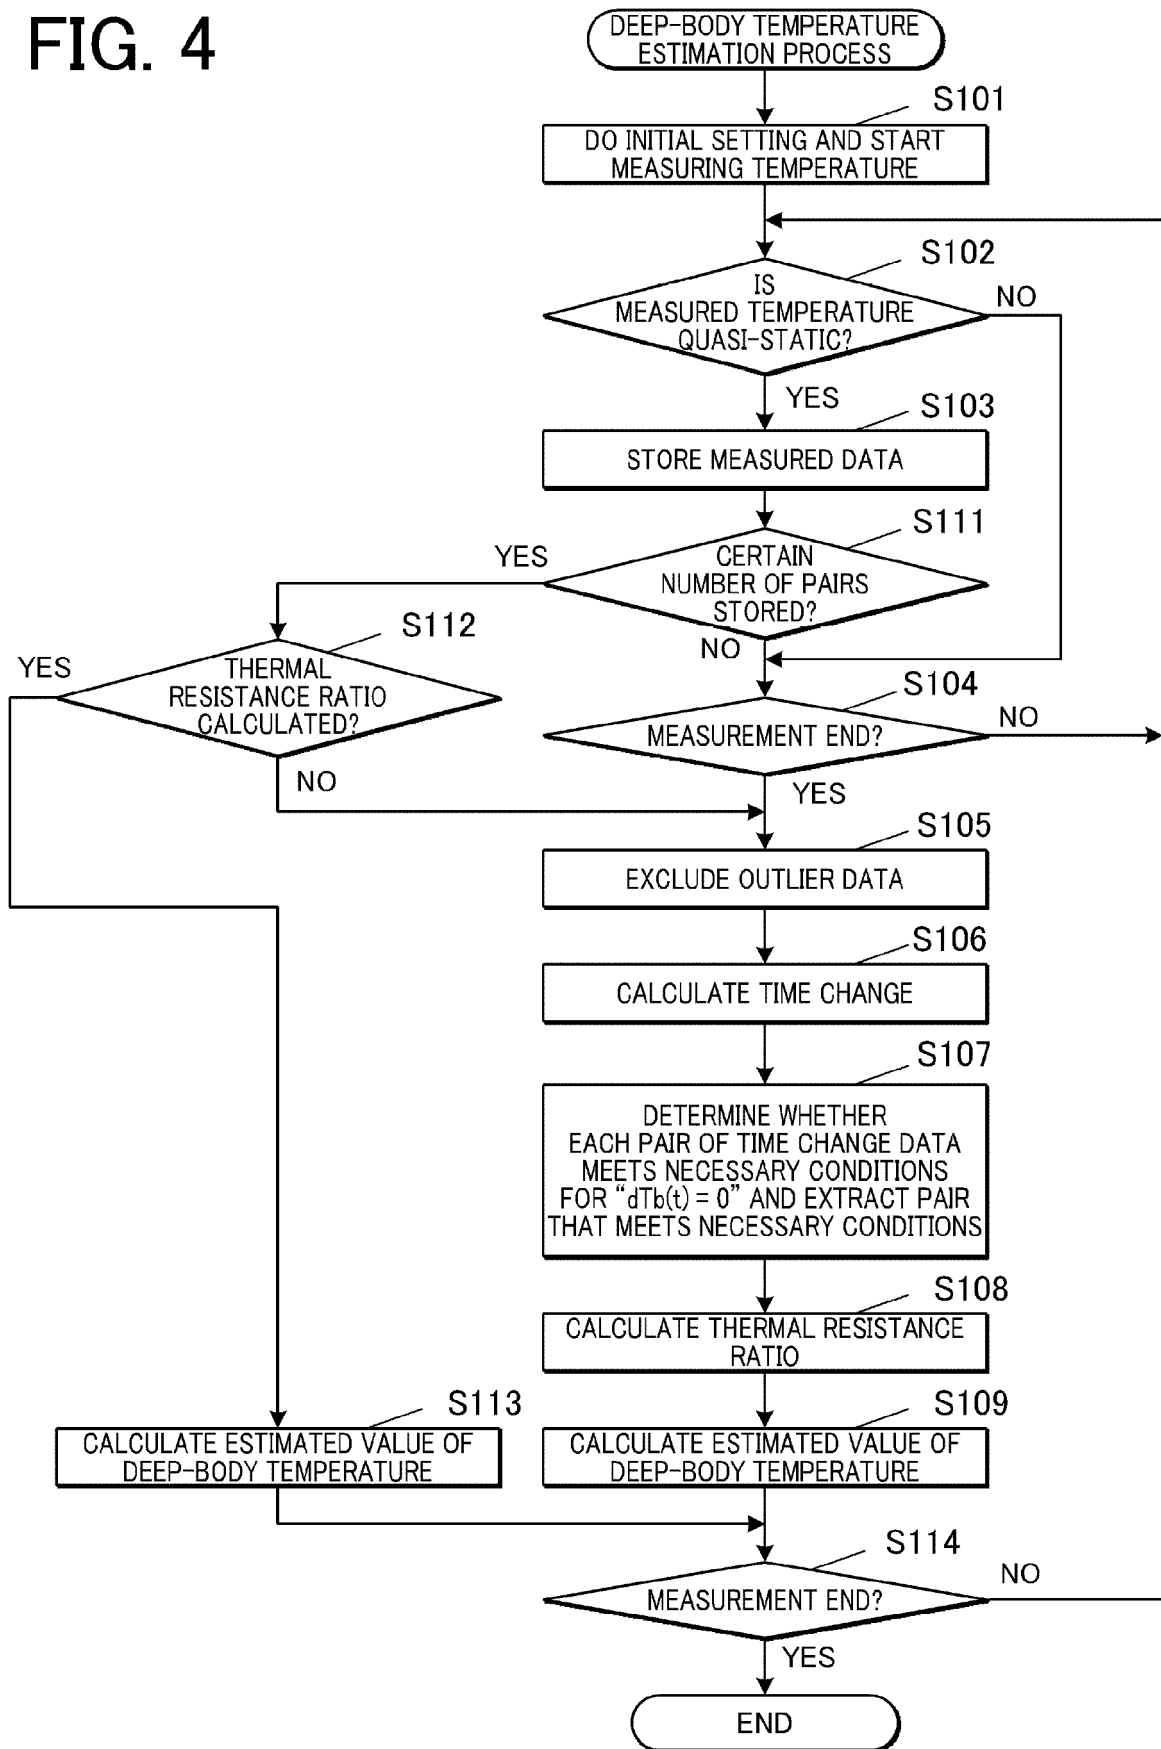 FIG. 4
DEEP-BODY TEMPERATURE
ESTIMATION PROCESS
S101
DO INITIAL SETTING AND START
MEASURING TEMPERATURE
S102
IS
MEASURED TEMPERATURE
QUASI-STATIC?
NO
YES
S103
STORE MEASURED DATA
S111
CERTAIN
NUMBER OF PAIRS
STORED?
YES
NO
S112
THERMAL
RESISTANCE RATIO
CALCULATED?
YES
NO
S104
MEASUREMENT END?
NO
YES
S105
EXCLUDE OUTLIER DATA
S106
CALCULATE TIME CHANGE
S107
DETERMINE WHETHER
EACH PAIR OF TIME CHANGE DATA
MEETS NECESSARY CONDITIONS
FOR “dTb(t) = 0” AND EXTRACT PAIR
THAT MEETS NECESSARY CONDITIONS
S108
CALCULATE THERMAL RESISTANCE
RATIO
S113
CALCULATE ESTIMATED VALUE OF
DEEP-BODY TEMPERATURE
S109
CALCULATE ESTIMATED VALUE OF
DEEP-BODY TEMPERATURE
S114
MEASUREMENT END?
NO
YES
END